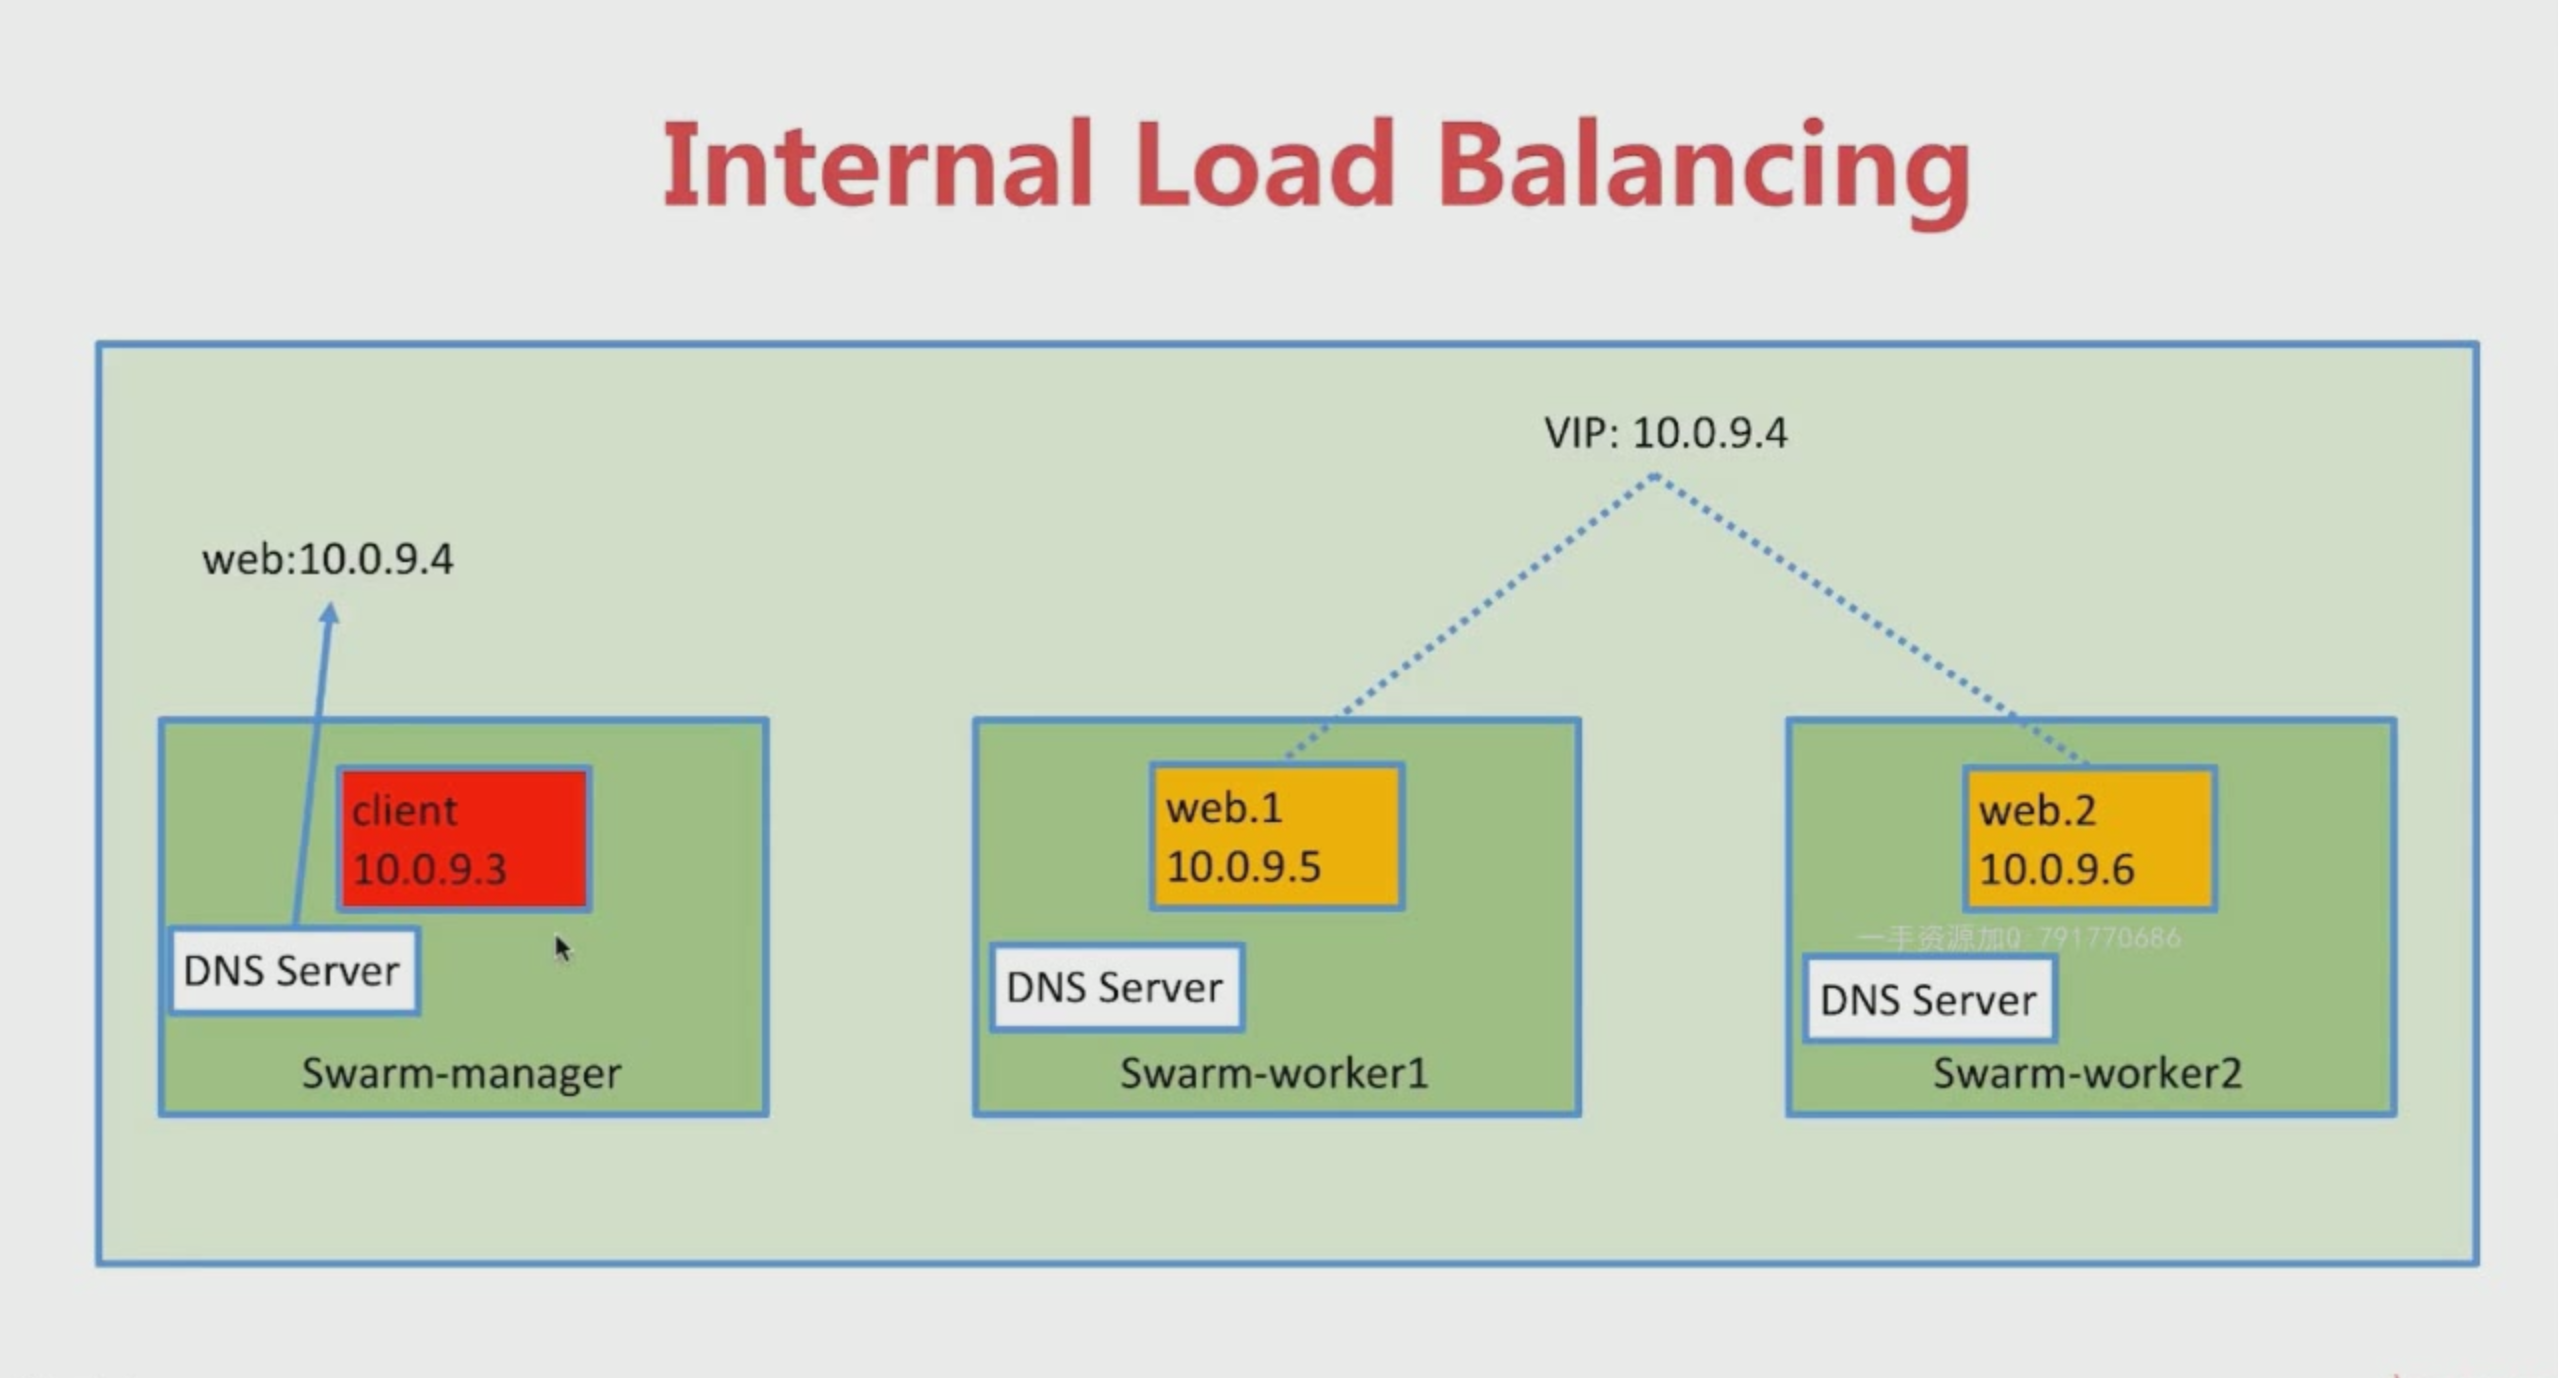 Internal Load Balancing
VIP: 10.0.9.4
web:10.0.9.4
client
10.0.9.3
DNS Server
Swarm-manager
web.1
10.0.9.5
DNS Server
Swarm-worker1
web.2
10.0.9.6
一手资源加Q:791770686
DNS Server
Swarm-worker2